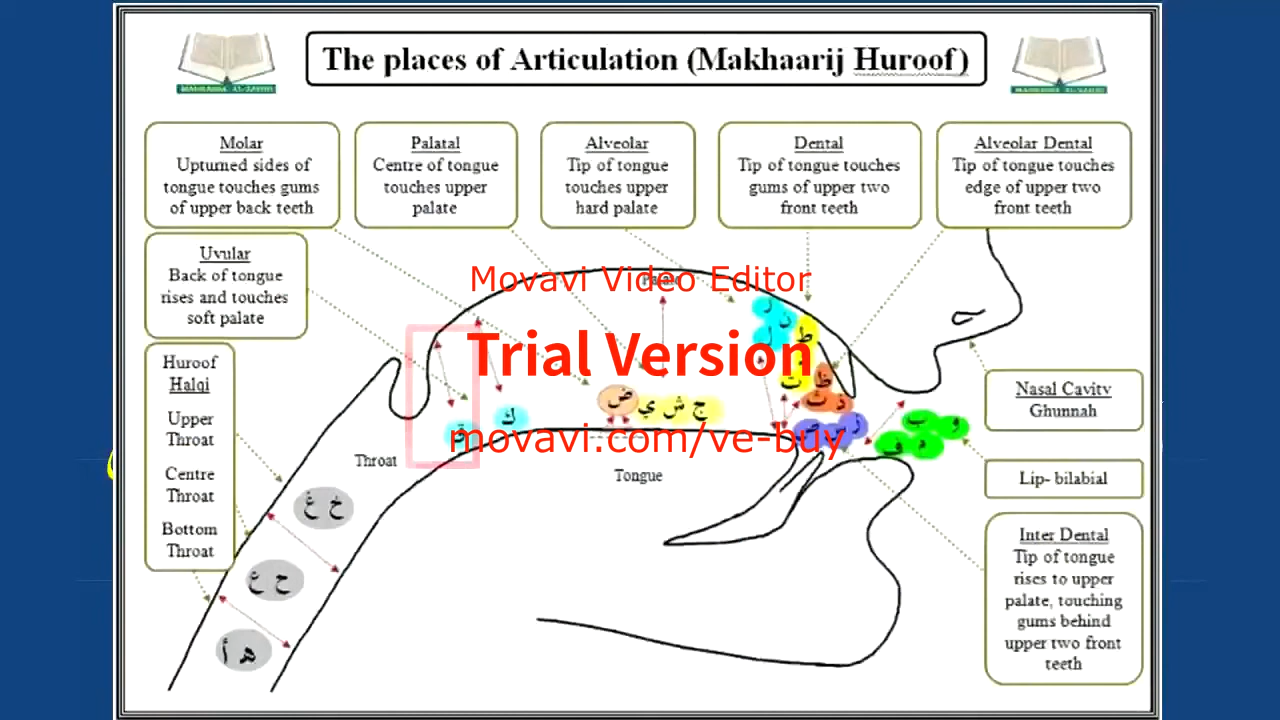 The places of Articulation (Makhaarij Huroof)
Molar
Upturned sides of
tongue touches gums
of upper back teeth
Palatal
Centre of tongue
touches upper
palate
Alveolar
Tip of tongue
touches upper
hard palate
Dental
Tip of tongue touches
gums of upper two
front teeth
Alveolar Dental
Tip of tongue touches
edge of upper two
front teeth
Uvular
Back of tongue
rises and touches
soft palate
Movavi Video Editor
Trial Version
movavi.com/ve-buy
Huroof
Halqi
Upper
Throat
Centre
Throat
Bottom
Throat
Nasal Cavity
Ghunnah
Lip- bilabial
Inter Dental
Tip of tongue
rises to upper
palate, touching
gums behind
upper two front
teeth
Throat
Tongue
ر
ن
ل
ط
ت
ظ
ذ ث
ض
ج ش ي
ك
ق
ز
ب
و
م
ف
خ غ
ح ع
ه أ